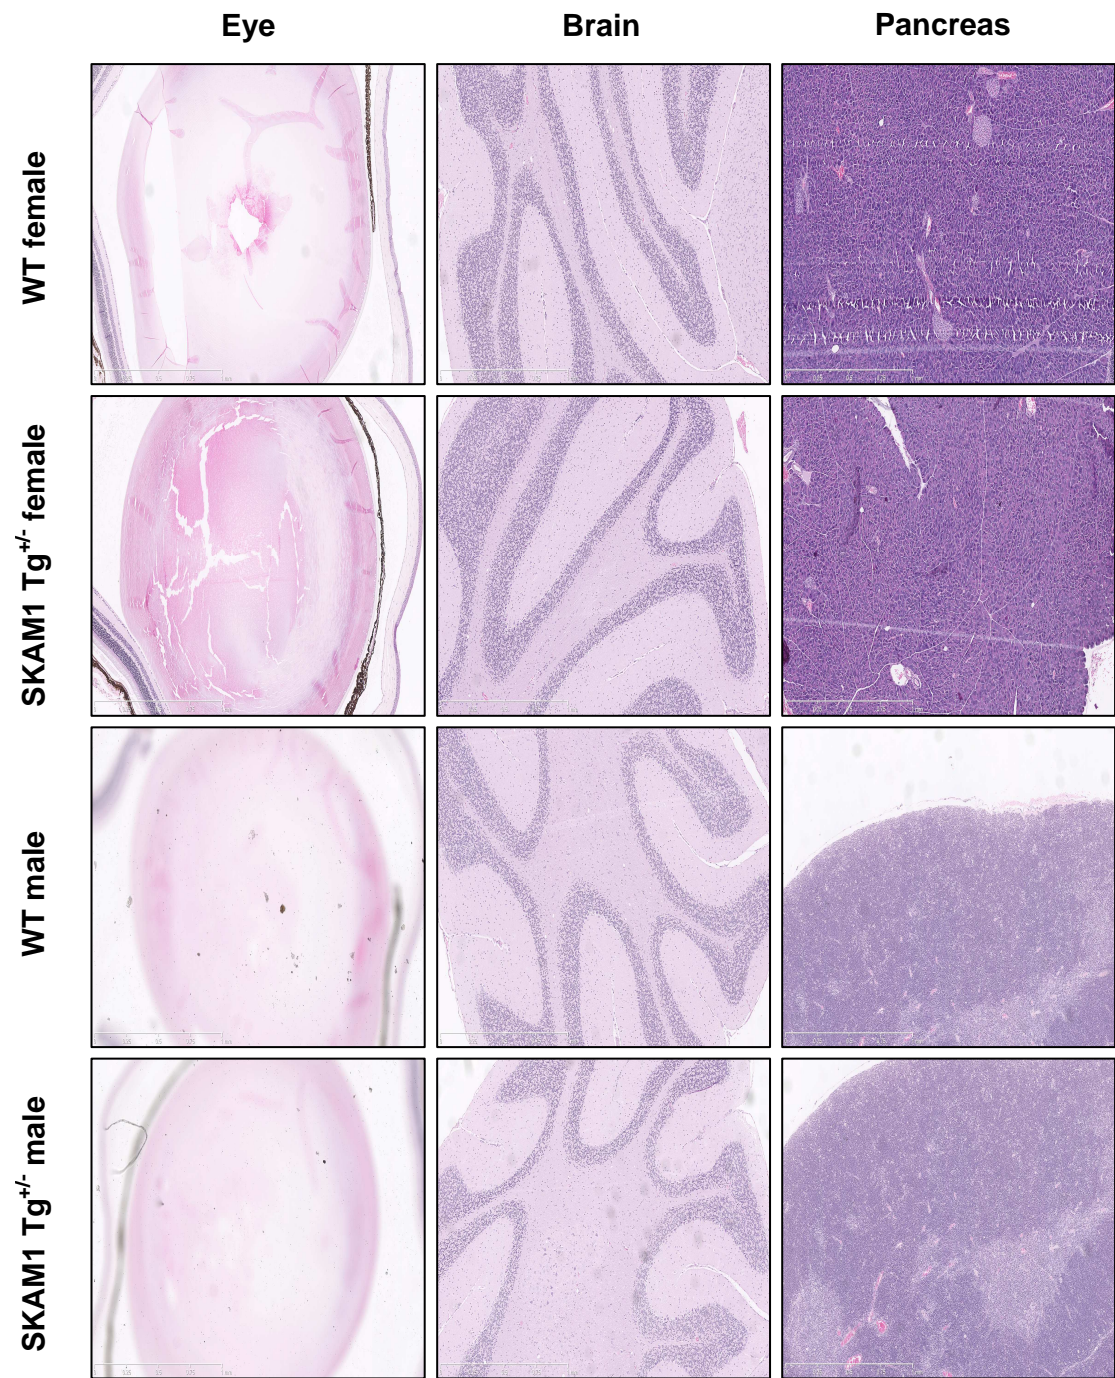 Eye Brain Pancreas
WT female
SKAM1 Tg+/- female
WT male
SKAM1 Tg+/- male